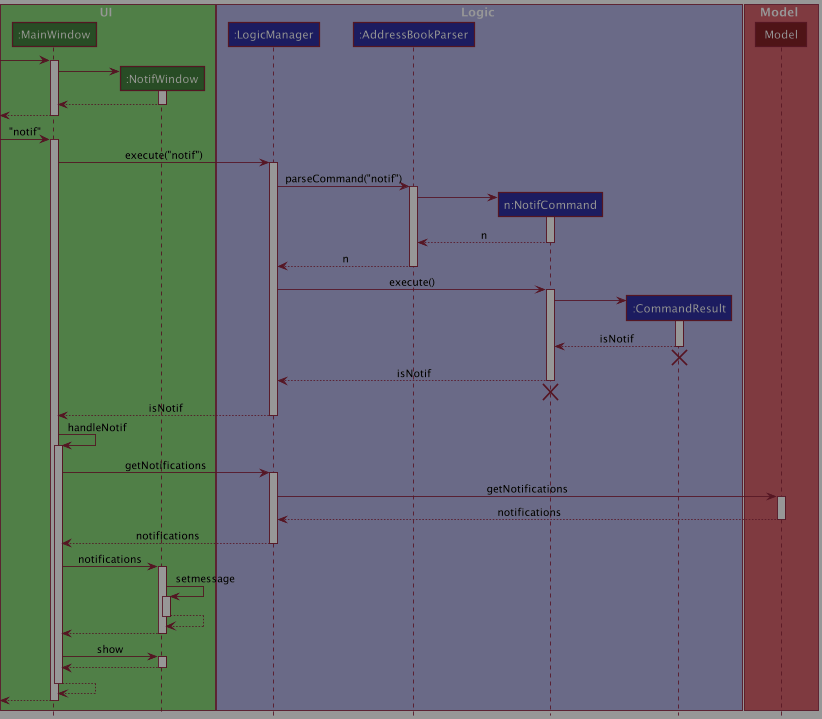 UI
Logic
Model
:MainWindow
:LogicManager
:AddressBookParser
Model
:NotifWindow
"notif"
execute("notif")
parseCommand("notif")
n:NotifCommand
n
n
execute()
:CommandResult
isNotif
isNotif
isNotif
handleNotif
getNotifications
getNotifications
notifications
notifications
notifications
setmessage
show